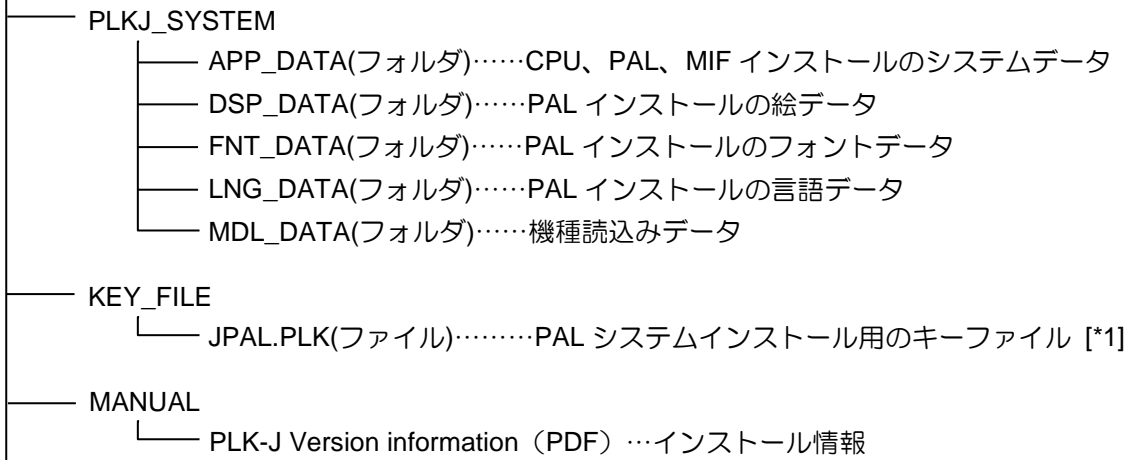 PLKJ_SYSTEM
APP_DATA(フォルダ)……CPU、PAL、MIF インストールのシステムデータ
DSP_DATA(フォルダ)……PAL インストールの絵データ
FNT_DATA(フォルダ)……PAL インストールのフォントデータ
LNG_DATA(フォルダ)……PAL インストールの言語データ
MDL_DATA(フォルダ)……機種読込みデータ
KEY_FILE
JPAL.PLK(ファイル)………PAL システムインストール用のキーファイル [*1]
MANUAL
PLK-J Version information（PDF）…インストール情報